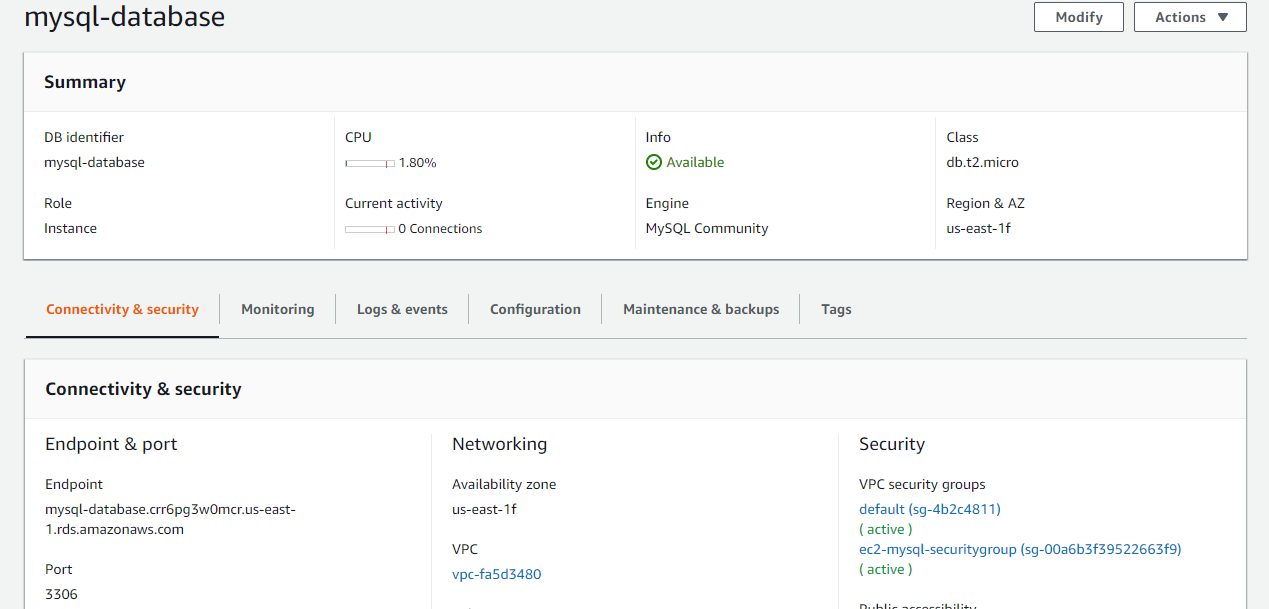 mysql-database
Modify
Actions
Summary
DB identifier
mysql-database
CPU
1.80%
Info
Available
Class
db.t2.micro
Role
Instance
Current activity
0 Connections
Engine
MySQL Community
Region & AZ
us-east-1f
Connectivity & security
Monitoring
Logs & events
Configuration
Maintenance & backups
Tags
Connectivity & security
Endpoint & port
Endpoint
mysql-database.crr6pg3w0mcr.us-east-
1.rds.amazonaws.com
Port
3306
Networking
Availability zone
us-east-1f
VPC
vpc-fa5d3480
Security
VPC security groups
default (sg-4b2c4811)
( active )
ec2-mysql-securitygroup (sg-00a6b3f39522663f9)
( active )
Public accessibility